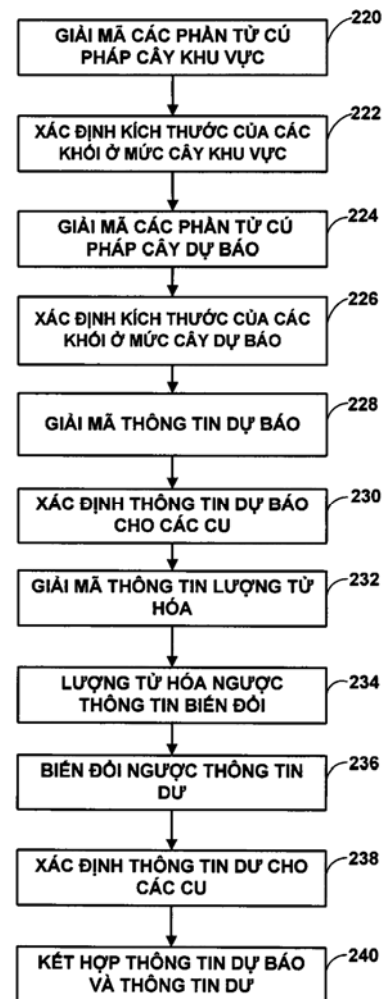 220
GIẢI MÃ CÁC PHẦN TỬ CÚ
PHÁP CÂY KHU VỰC
222
XÁC ĐỊNH KÍCH THƯỚC CỦA CÁC
KHỐI Ở MỨC CÂY KHU VỰC
224
GIẢI MÃ CÁC PHẦN TỬ CÚ
PHÁP CÂY DỰ BÁO
226
XÁC ĐỊNH KÍCH THƯỚC CỦA CÁC
KHỐI Ở MỨC CÂY DỰ BÁO
228
GIẢI MÃ THÔNG TIN DỰ BÁO
230
XÁC ĐỊNH THÔNG TIN DỰ BÁO
CHO CÁC CU
232
GIẢI MÃ THÔNG TIN LƯỢNG TỬ
HÓA
234
LƯỢNG TỬ HÓA NGƯỢC
THÔNG TIN BIẾN ĐỔI
236
BIẾN ĐỔI NGƯỢC THÔNG TIN
DƯ
238
XÁC ĐỊNH THÔNG TIN DƯ CHO
CÁC CU
240
KẾT HỢP THÔNG TIN DỰ BÁO
VÀ THÔNG TIN DƯ